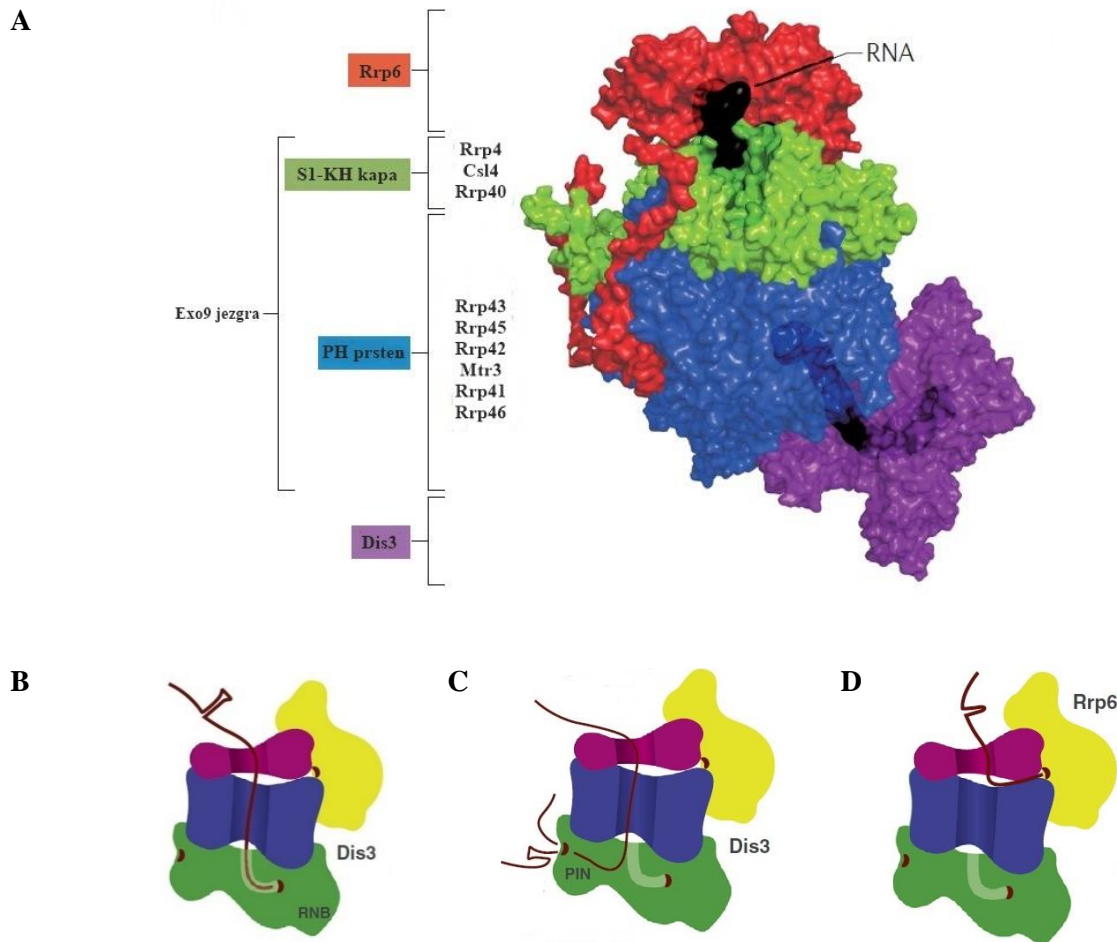 A
RNA
Rrp6
S1-KH kapa
Rrp4
Csl4
Rrp40
Exo9 jezgra
PH prsten
Rrp43
Rrp45
Rrp42
Mtr3
Rrp41
Rrp46
Dis3
B
Dis3
RNB
C
Dis3
PIN
D
Rrp6